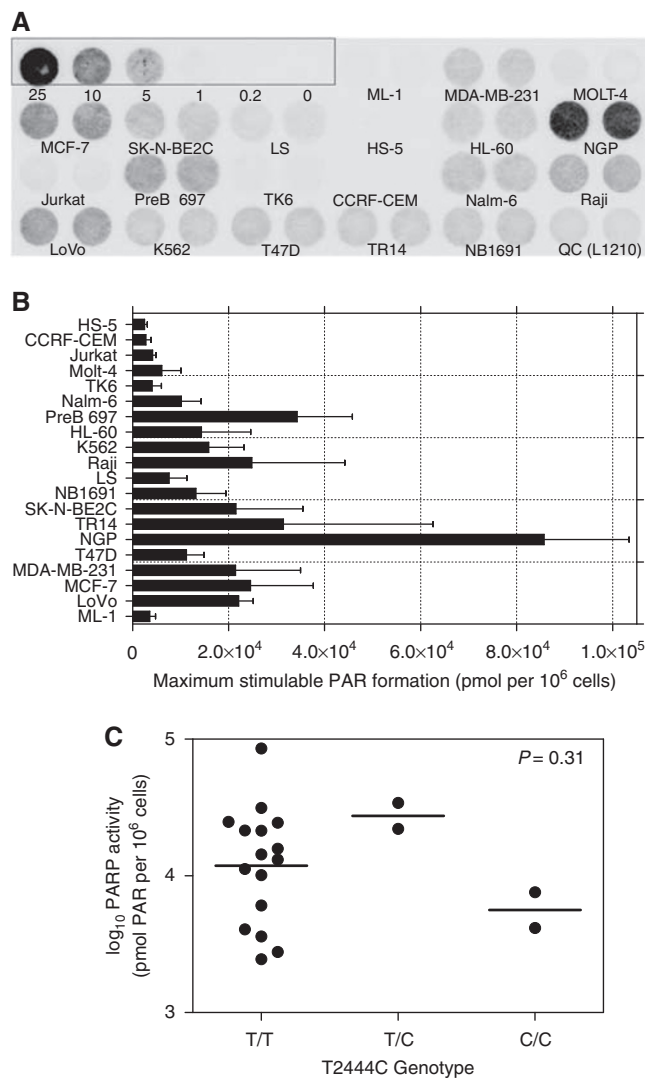 A
25 10 5 1 0.2 0 ML-1 MDA-MB-231 MOLT-4
MCF-7 SK-N-BE2C LS HS-5 HL-60 NGP
Jurkat PreB 697 TK6 CCRF-CEM Nalm-6 Raji
LoVo K562 T47D TR14 NB1691 QC (L1210)
B
HS-5
CCRF-CEM
Jurkat
Molt-4
TK6
Nalm-6
PreB 697
HL-60
K562
Raji
LS
NB1691
SK-N-BE2C
TR14
NGP
T47D
MDA-MB-231
MCF-7
LoVo
ML-1
0 2.0×10⁴ 4.0×10⁴ 6.0×10⁴ 8.0×10⁴ 1.0×10⁵
Maximum stimulable PAR formation (pmol per 10⁶ cells)
C
P = 0.31
5
4
3
log₁₀ PARP activity
(pmol PAR per 10⁶ cells)
T/T T/C C/C
T2444C Genotype